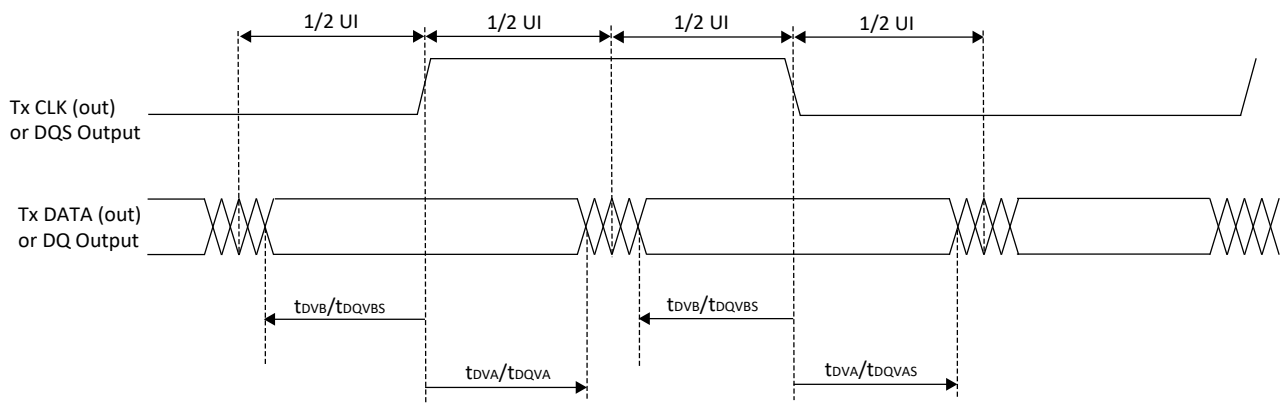 1/2 UI
1/2 UI
1/2 UI
1/2 UI
Tx CLK (out)
or DQS Output
Tx DATA (out)
or DQ Output
tDVB/tDQVBS
tDVB/tDQVBS
tDVA/tDQVA
tDVA/tDQVAS